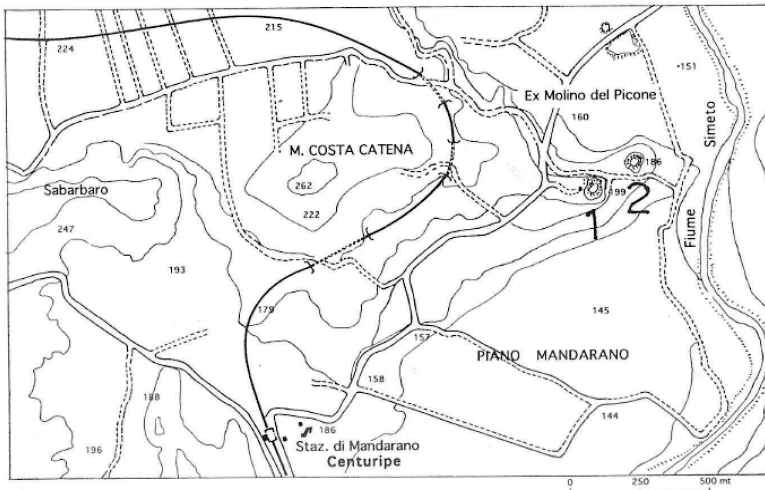 224
215
151
Ex Molino del Picone
160
Simeto
M. COSTA CATENA
186
Sabarbaro
262
199
2
222
1
Fiume
247
193
179
145
157
PIANO MANDARANO
158
188
144
186
196
Staz. di Mandarano
Centuripe
0 250 500 mt